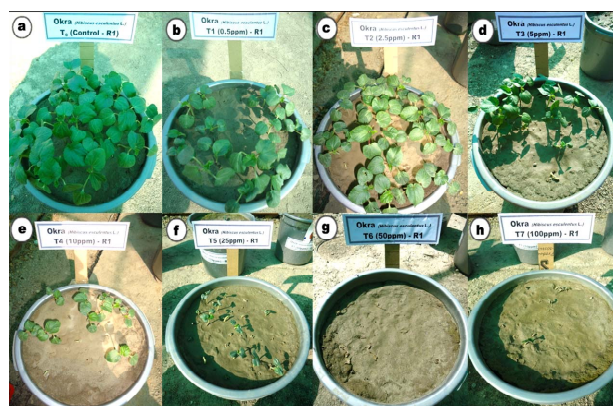 a
Okra (Hibiscus esculentus L.)
T₀ (Control - R1)
b
Okra (Hibiscus esculentus L.)
T1 (0.5ppm) - R1
c
Okra (Hibiscus esculentus L.)
T2 (2.5ppm) - R1
d
Okra (Hibiscus esculentus L.)
T3 (5ppm) - R1
e
Okra (Hibiscus esculentus L.)
T4 (10ppm) - R1
f
Okra (Hibiscus esculentus L.)
T5 (25ppm) - R1
g
Okra (Hibiscus esculentus L.)
T6 (50ppm) - R1
h
Okra (Hibiscus esculentus L.)
T7 (100ppm) - R1